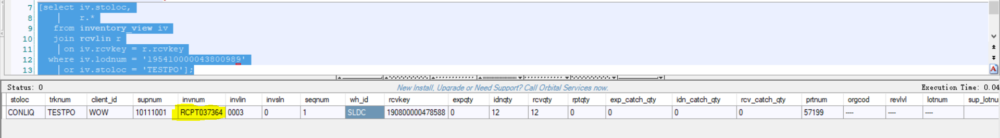 7 [select iv.stoloc,
8 r.*
9 from inventory_view iv
10 join rcvlin r
11 on iv.rcvkey = r.rcvkey
12 where iv.lodnum = '195410000043800989'
13 or iv.stoloc = 'TESTPO'];
Status: 0 New Install, Upgrade or Need Support? Call Orbital Services now. Execution Time: 0.04
stoloc trknum client_id supnum invnum invlin invsln seqnum wh_id rcvkey expqty idnqty rcvqty rptqty exp_catch_qty idn_catch_qty rcv_catch_qty prtnum orgcod revlvl lotnum sup_lotnu
CONLIQ TESTPO WOW 10111001 RCPT037364 0003 0 1 SLDC 190800000478588 0 12 12 0 0 0 0 57199 ---- ---- ----